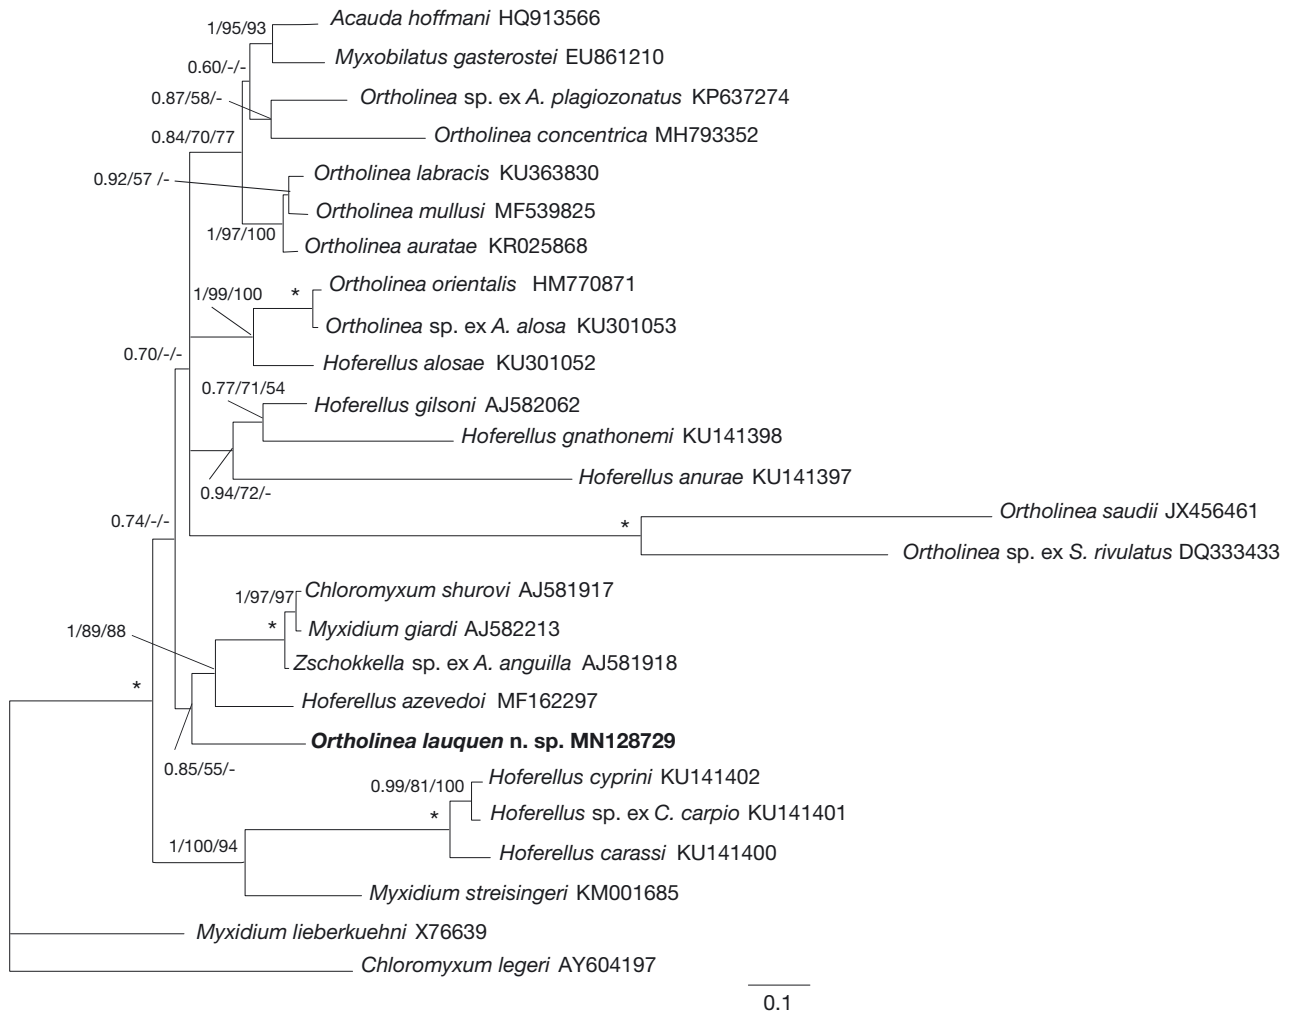 Acauda hoffmani HQ913566
1/95/93
Myxobilatus gasterostei EU861210
0.60/-/-
Ortholinea sp. ex A. plagiozonatus KP637274
0.87/58/-
Ortholinea concentrica MH793352
0.84/70/77
Ortholinea labracis KU363830
0.92/57 /-
Ortholinea mullusi MF539825
1/97/100
Ortholinea auratae KR025868
Ortholinea orientalis HM770871
1/99/100
*
Ortholinea sp. ex A. alosa KU301053
0.70/-/-
Hoferellus alosae KU301052
0.77/71/54
Hoferellus gilsoni AJ582062
Hoferellus gnathonemi KU141398
Hoferellus anurae KU141397
0.94/72/-
Ortholinea saudii JX456461
0.74/-/-
*
Ortholinea sp. ex S. rivulatus DQ333433
Chloromyxum shurovi AJ581917
1/97/97
*
Myxidium giardi AJ582213
1/89/88
Zschokkella sp. ex A. anguilla AJ581918
*
Hoferellus azevedoi MF162297
Ortholinea lauquen n. sp. MN128729
0.85/55/-
Hoferellus cyprini KU141402
0.99/81/100
*
Hoferellus sp. ex C. carpio KU141401
1/100/94
Hoferellus carassi KU141400
Myxidium streisingeri KM001685
Myxidium lieberkuehni X76639
Chloromyxum legeri AY604197
0.1